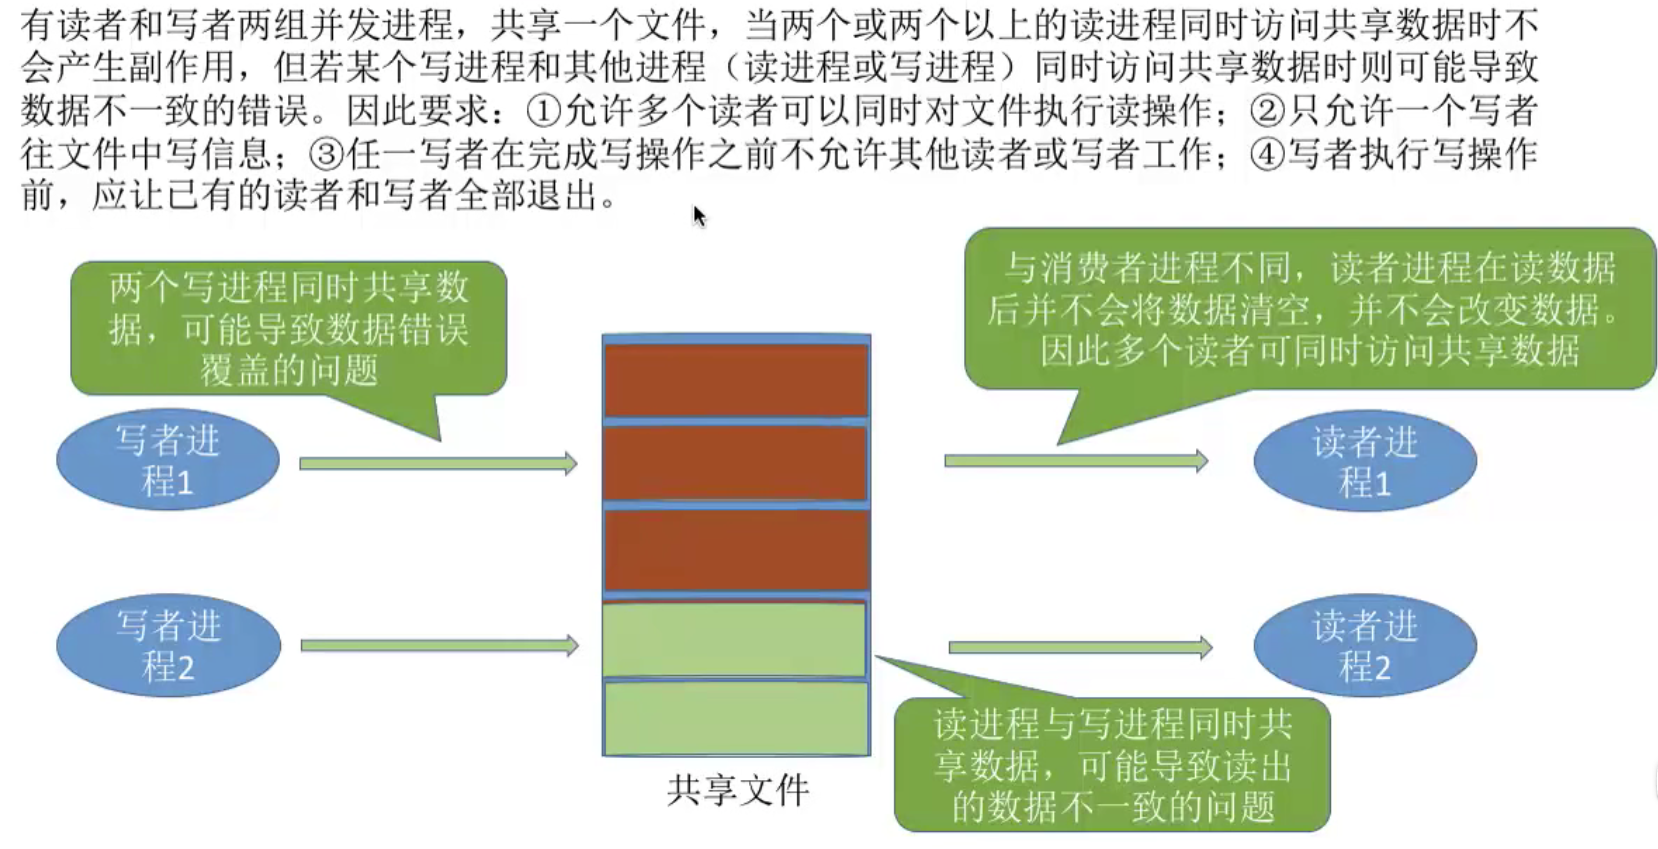 有读者和写者两组并发进程，共享一个文件，当两个或两个以上的读进程同时访问共享数据时不
会产生副作用，但若某个写进程和其他进程（读进程或写进程）同时访问共享数据时则可能导致
数据不一致的错误。因此要求：①允许多个读者可以同时对文件执行读操作；②只允许一个写者
往文件中写信息；③任一写者在完成写操作之前不允许其他读者或写者工作；④写者执行写操作
前，应让已有的读者和写者全部退出。
两个写进程同时共享数
据，可能导致数据错误
覆盖的问题
与消费者进程不同，读者进程在读数据
后并不会将数据清空，并不会改变数据。
因此多个读者可同时访问共享数据
写者进
程1
读者进
程1
写者进
程2
读者进
程2
读进程与写进程同时共
享数据，可能导致读出
的数据不一致的问题
共享文件